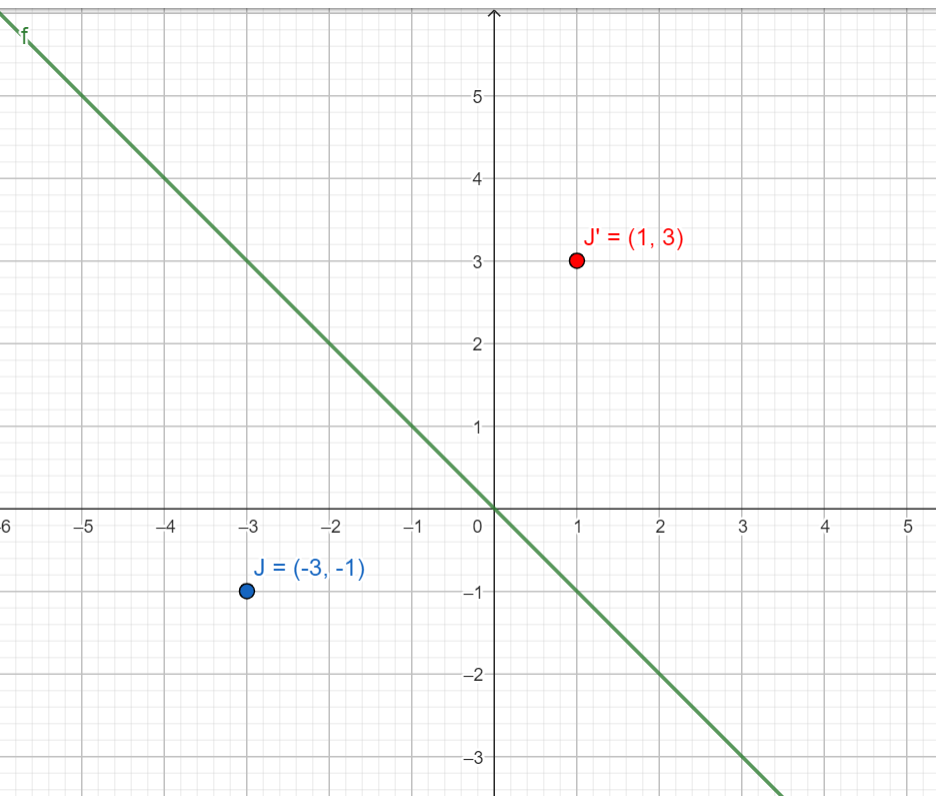 f
5
4
J' = (1, 3)
3
2
1
–6 –5 –4 –3 –2 –1 0 1 2 3 4 5
J = (-3, -1)
–1
–2
–3